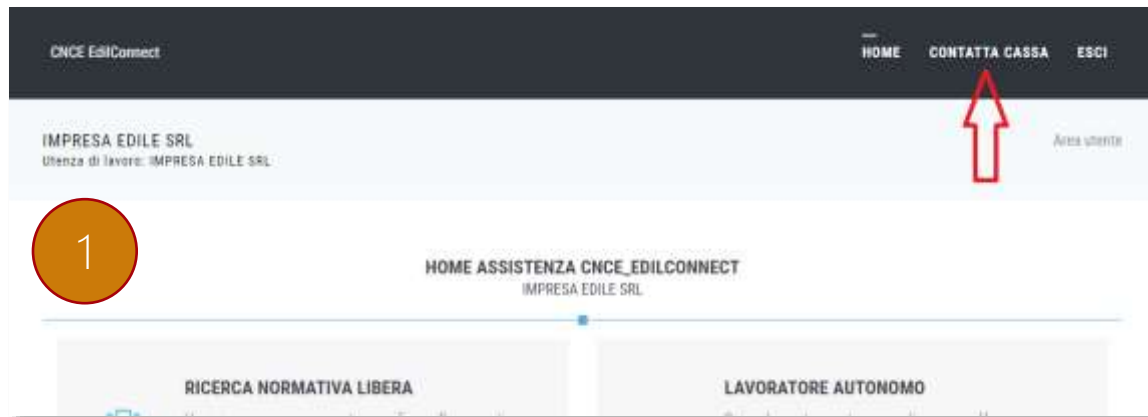 CNCE EdilConnect
HOME CONTATTA CASSA ESCI
IMPRESA EDILE SRL
Utenza di lavoro: IMPRESA EDILE SRL
Area utente
1
HOME ASSISTENZA CNCE_EDILCONNECT
IMPRESA EDILE SRL
RICERCA NORMATIVA LIBERA
LAVORATORE AUTONOMO